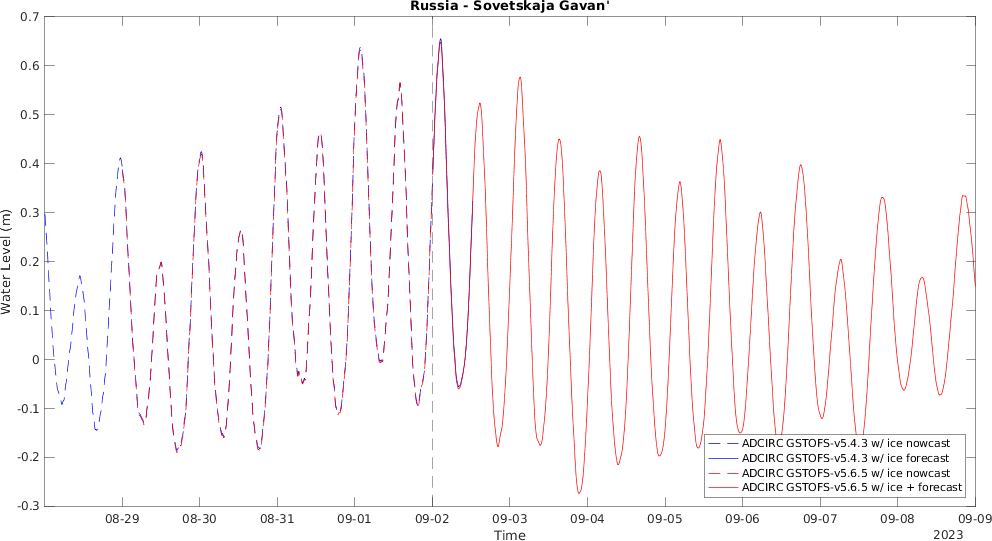 Russia - Sovetskaja Gavan'
Water Level (m)
0.7
0.6
0.5
0.4
0.3
0.2
0.1
0
-0.1
-0.2
-0.3
ADCIRC GSTOFS-v5.4.3 w/ ice nowcast
ADCIRC GSTOFS-v5.4.3 w/ ice forecast
ADCIRC GSTOFS-v5.6.5 w/ ice nowcast
ADCIRC GSTOFS-v5.6.5 w/ ice + forecast
08-29 08-30 08-31 09-01 09-02 09-03 09-04 09-05 09-06 09-07 09-08 09-09
Time
2023